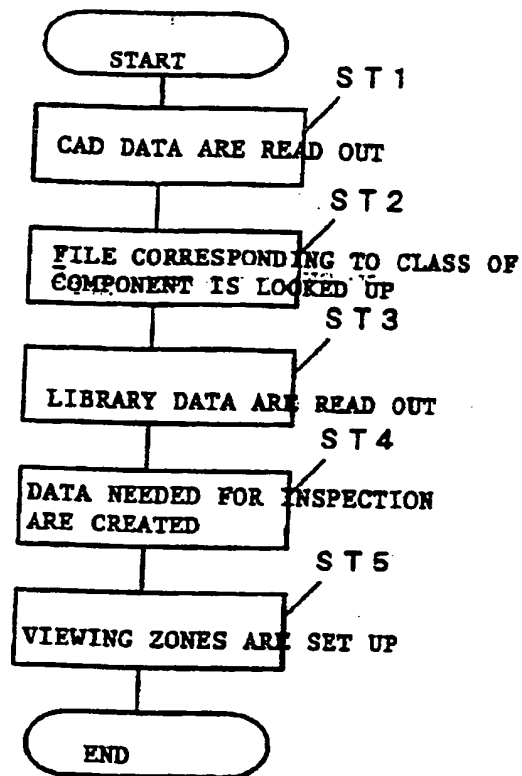 START
ST1
CAD DATA ARE READ OUT
ST2
FILE CORRESPONDING TO CLASS OF
COMPONENT IS LOOKED UP
ST3
LIBRARY DATA ARE READ OUT
ST4
DATA NEEDED FOR INSPECTION
ARE CREATED
ST5
VIEWING ZONES ARE SET UP
END